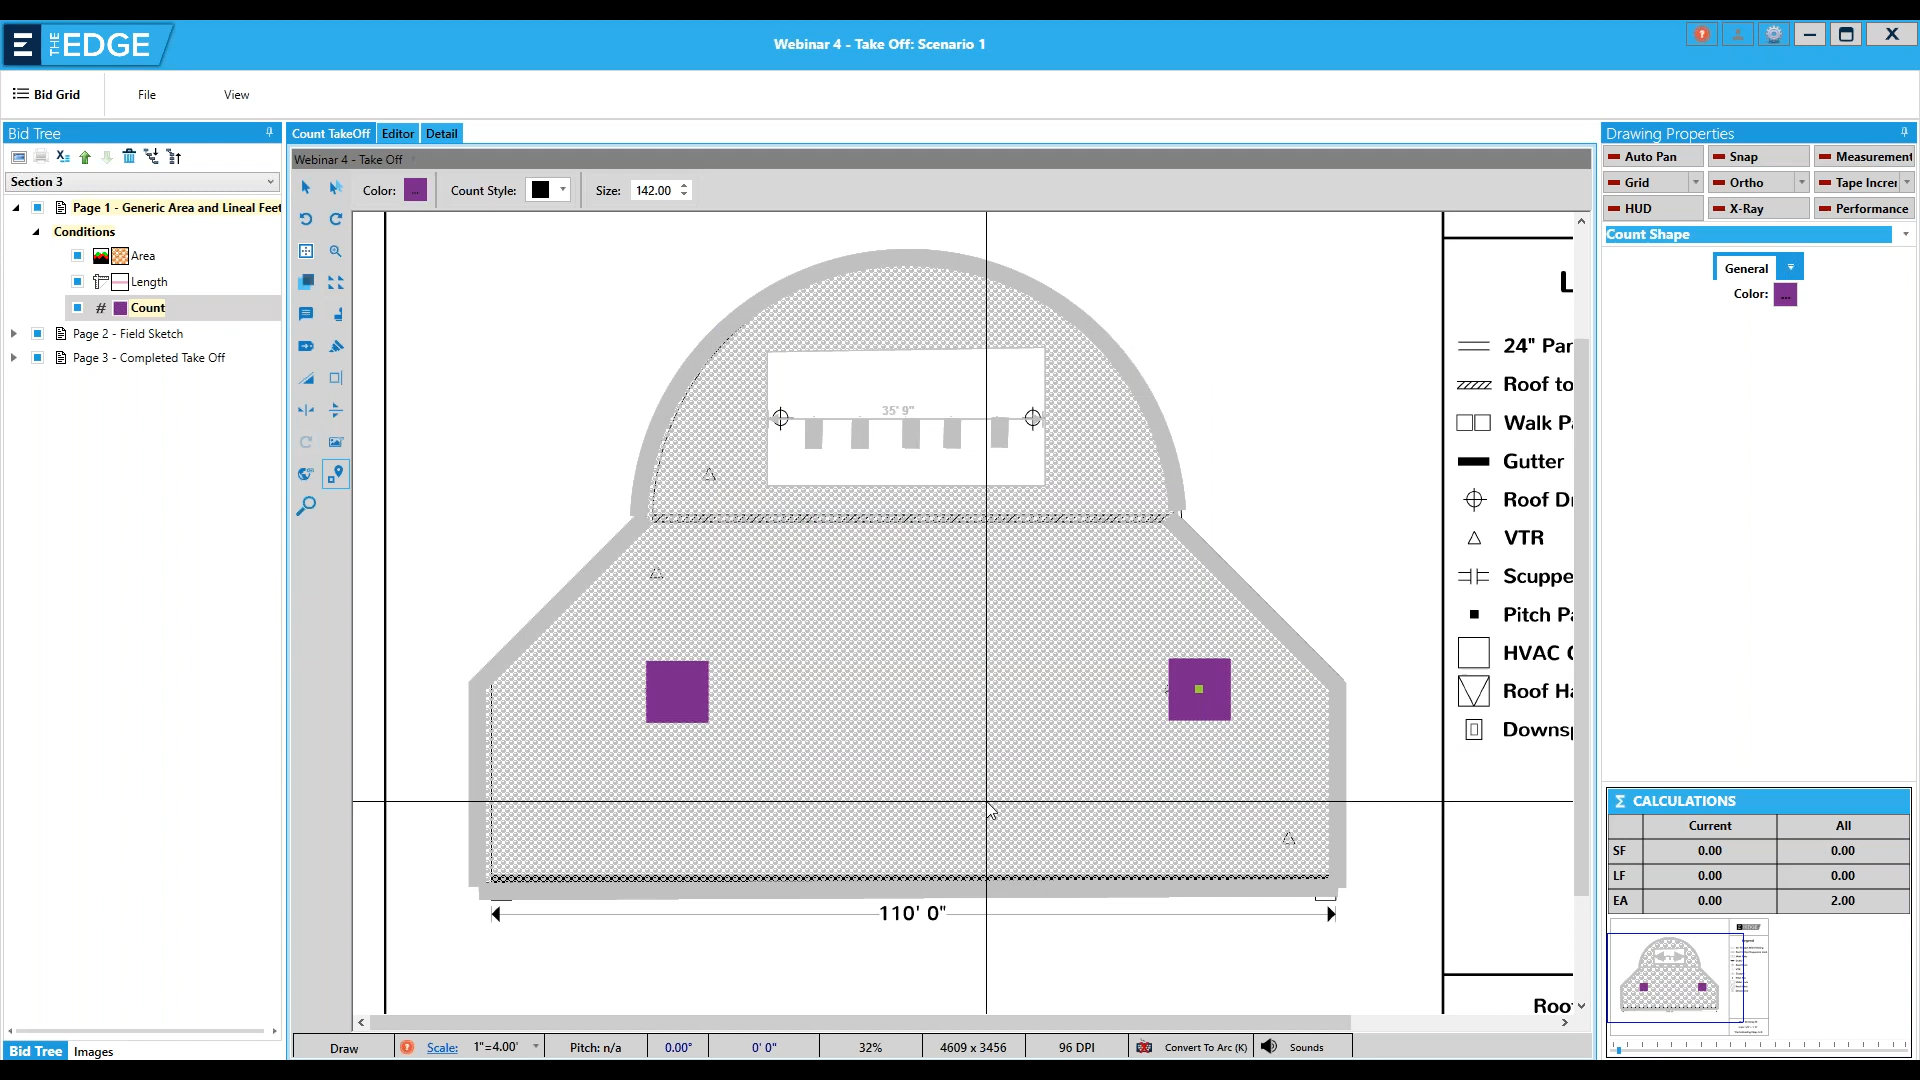 THE EDGE
Webinar 4 - Take Off: Scenario 1
Bid Grid
File
View
Bid Tree
Section 3
Page 1 - Generic Area and Lineal Feet
Conditions
Area
Length
# Count
Page 2 - Field Sketch
Page 3 - Completed Take Off
Bid Tree
Images
Count TakeOff
Editor
Detail
Webinar 4 - Take Off
Color:
Count Style:
Size: 142.00
35' 9"
110' 0"
L
24" Par
Roof to
Walk P
Gutter
Roof D
VTR
Scuppe
Pitch P
HVAC
Roof Ha
Downs
Roo
Draw
Scale: 1"=4.00'
Pitch: n/a
0.00°
0' 0"
32%
4609 x 3456
96 DPI
Convert To Arc (K)
Sounds
Drawing Properties
Auto Pan
Snap
Measurement
Grid
Ortho
Tape Increr
HUD
X-Ray
Performance
Count Shape
General
Color:
Σ CALCULATIONS
Current All
SF 0.00 0.00
LF 0.00 0.00
EA 0.00 2.00